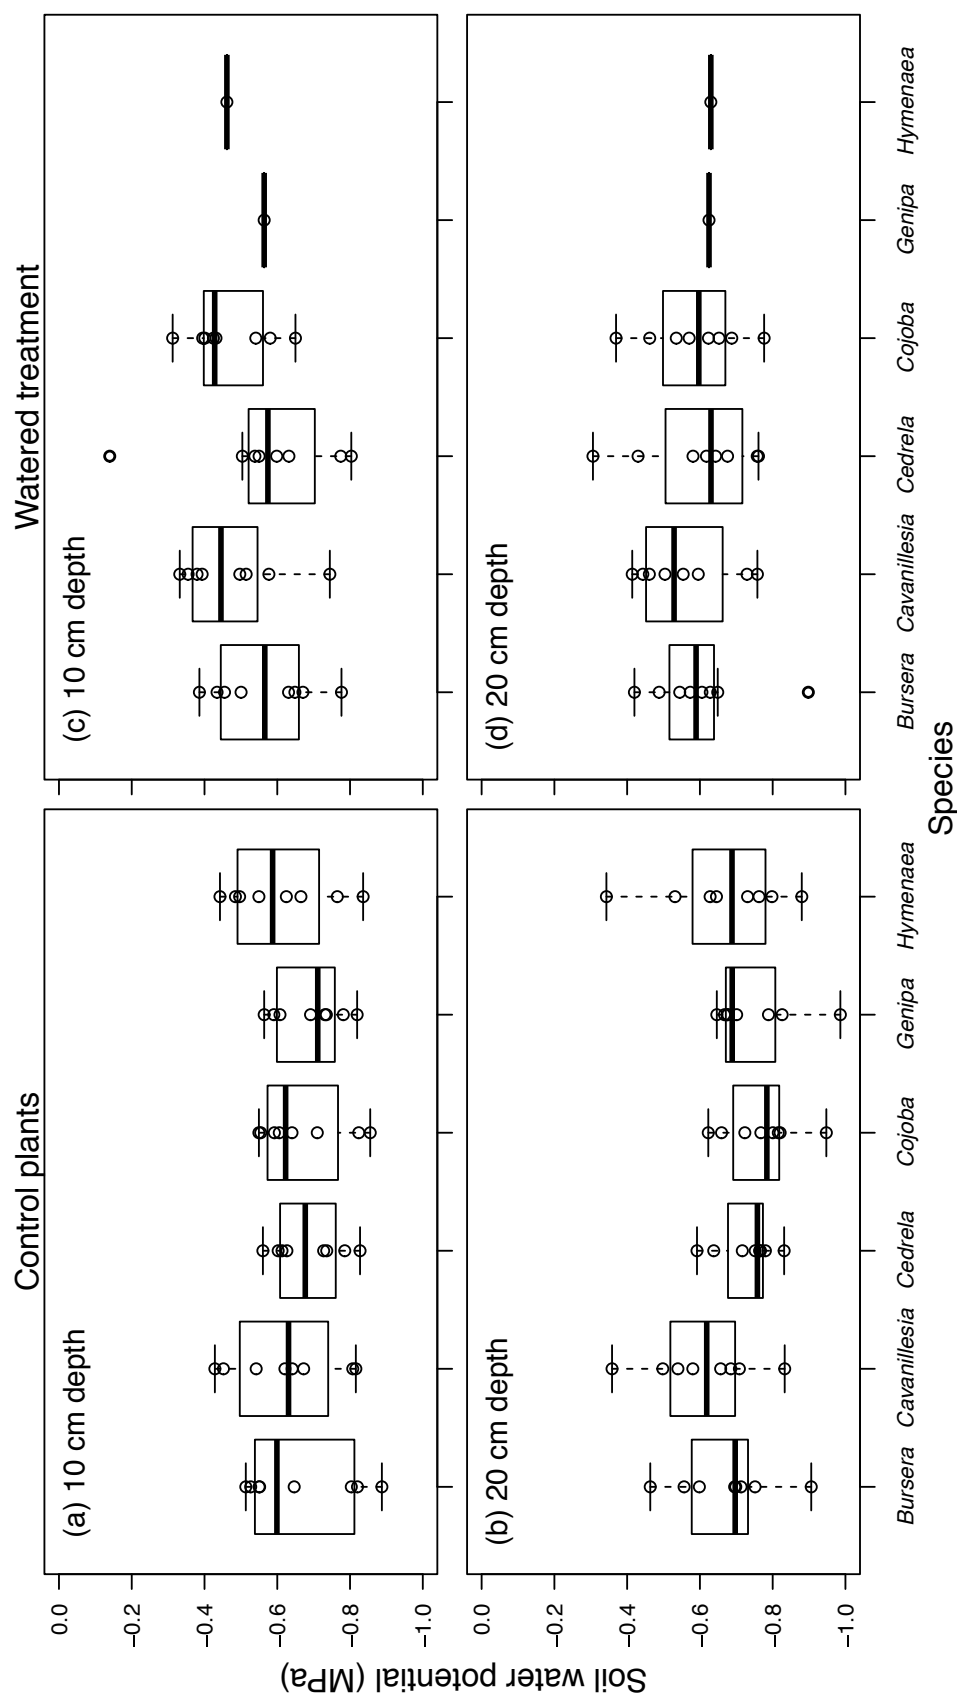 Control plants
Watered treatment
(a) 10 cm depth
(c) 10 cm depth
0.0
−0.2
−0.4
−0.6
−0.8
−1.0
(b) 20 cm depth
(d) 20 cm depth
0.0
−0.2
−0.4
−0.6
−0.8
−1.0
Soil water potential (MPa)
Bursera Cavanillesia Cedrela Cojoba Genipa Hymenaea
Bursera Cavanillesia Cedrela Cojoba Genipa Hymenaea
Species